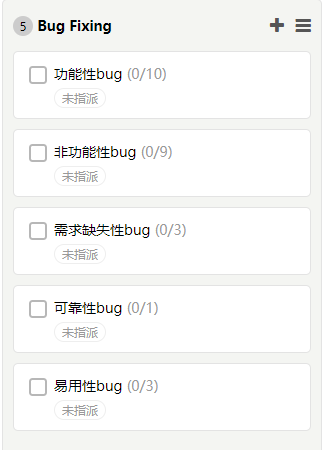 5 Bug Fixing
功能性bug (0/10)
未指派
非功能性bug (0/9)
未指派
需求缺失性bug (0/3)
未指派
可靠性bug (0/1)
未指派
易用性bug (0/3)
未指派